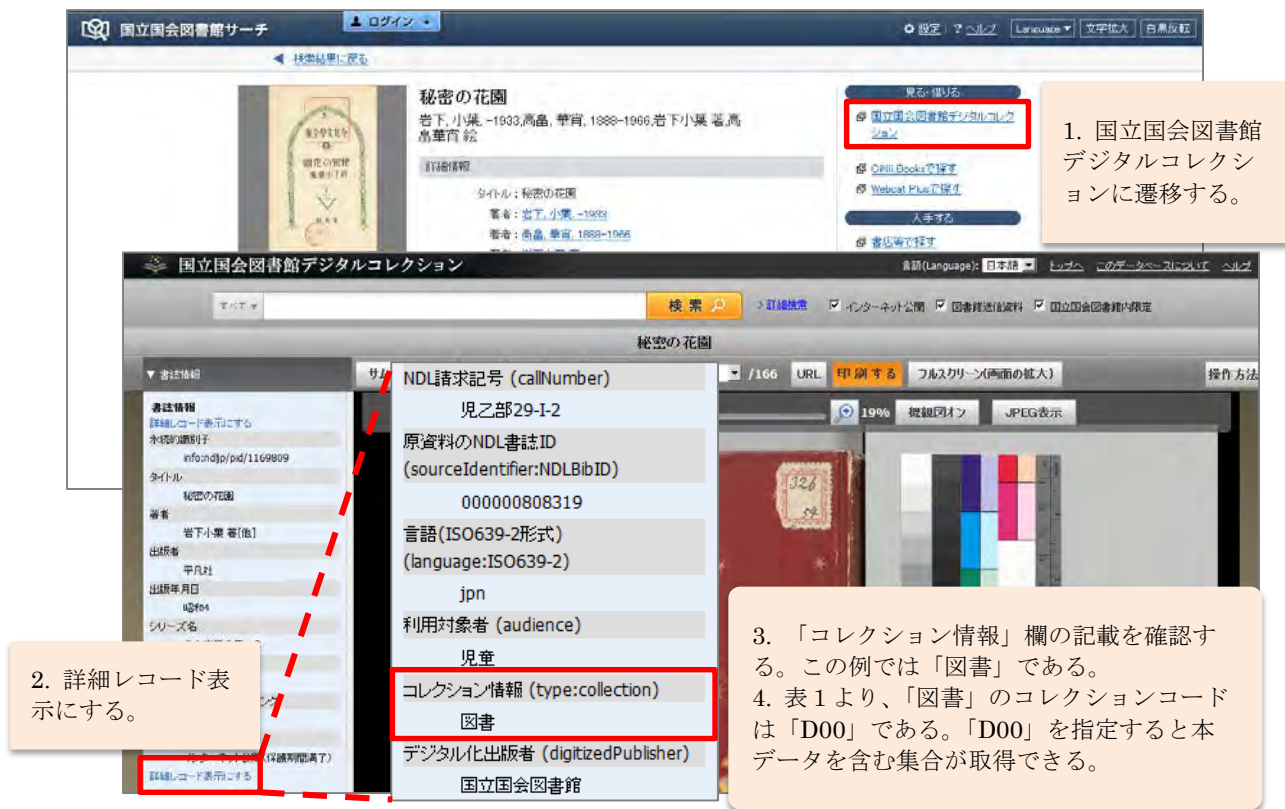 国立国会図書館サーチ
ログイン
設定 ? ヘルプ Language 文字拡大 白黒反転
検索結果に戻る
秘密の花園
岩下, 小葉, -1933,高畠, 華宵, 1888-1966,岩下小葉 著,高
畠華宵 絵
詳細情報
タイトル：秘密の花園
著者：岩下, 小葉, -1933
著者：高畠, 華宵, 1888-1966
見る・借りる
国立国会図書館デジタルコレク
ション
CiNii Booksで探す
Webcat Plusで探す
入手する
書店等で探す
1. 国立国会図書館
デジタルコレクシ
ョンに遷移する。
国立国会図書館デジタルコレクション
言語(Language): 日本語 トップへ このデータベースについて ヘルプ
すべて 検索 詳細検索 インターネット公開 図書館送信資料 国立国会図書館内限定
秘密の花園
▼ 書誌情報
サム
/166 URL 印刷する フルスクリーン(画面の拡大) 操作方法
19% 概観図オン JPEG表示
書誌情報
詳細レコード表示にする
永続的識別子
info:ndljp/pid/1169809
タイトル
秘密の花園
著者
岩下小葉 著[他]
出版者
平凡社
出版年月日
昭和4
シリーズ名
保護期間満了)
詳細レコード表示にする
2. 詳細レコード表
示にする。
NDL請求記号 (callNumber)
児乙部29-I-2
原資料のNDL書誌ID
(sourceIdentifier:NDLBibID)
000000808319
言語(ISO639-2形式)
(language:ISO639-2)
jpn
利用対象者 (audience)
児童
コレクション情報 (type:collection)
図書
デジタル化出版者 (digitizedPublisher)
国立国会図書館
326
54
3. 「コレクション情報」欄の記載を確認す
る。この例では「図書」である。
4. 表１より、「図書」のコレクションコード
は「D00」である。「D00」を指定すると本
データを含む集合が取得できる。